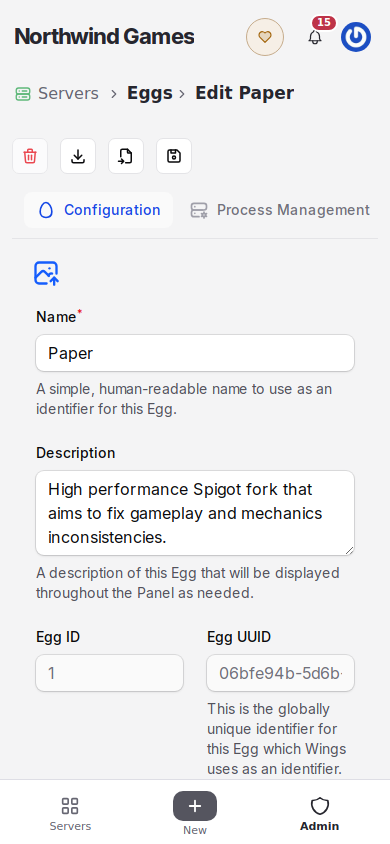 Northwind Games
15
Servers > Eggs > Edit Paper
Configuration
Process Management
Name*
Paper
A simple, human-readable name to use as an
identifier for this Egg.
Description
High performance Spigot fork that
aims to fix gameplay and mechanics
inconsistencies.
A description of this Egg that will be displayed
throughout the Panel as needed.
Egg ID
Egg UUID
1
06bfe94b-5d6b-
This is the globally
unique identifier for
this Egg which Wings
uses as an identifier.
Servers
New
Admin